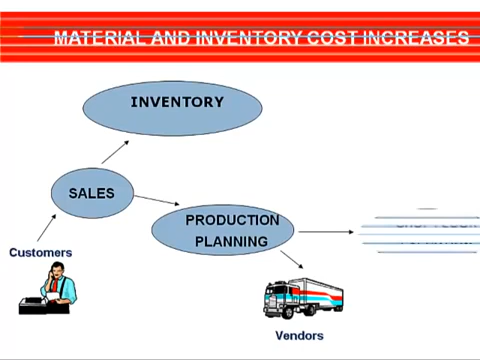 MATERIAL AND INVENTORY COST INCREASES
INVENTORY
SALES
PRODUCTION
PLANNING
Customers
Vendors